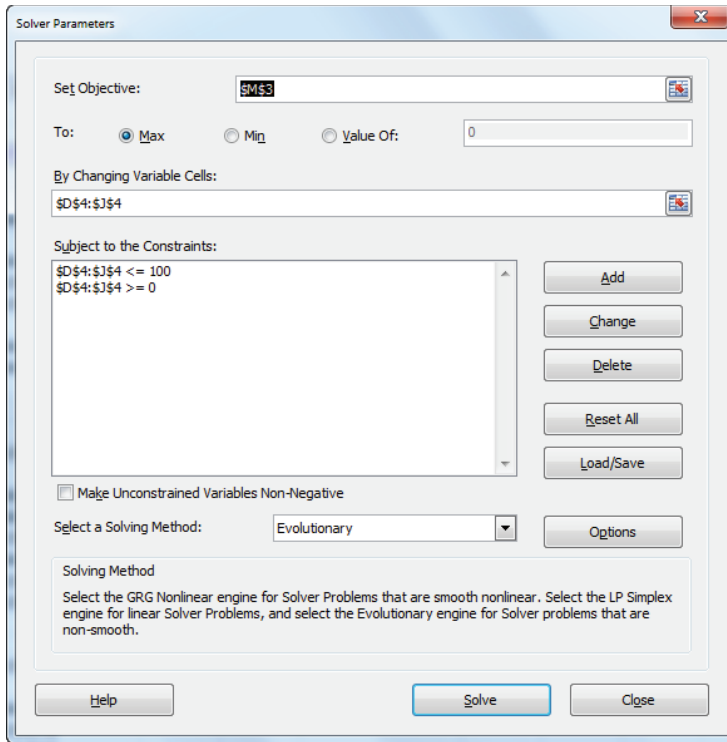 Solver Parameters
Set Objective: $M$3
To: Max Min Value Of: 0
By Changing Variable Cells:
$D$4:$J$4
Subject to the Constraints:
$D$4:$J$4 <= 100
$D$4:$J$4 >= 0
Add
Change
Delete
Reset All
Load/Save
Make Unconstrained Variables Non-Negative
Select a Solving Method: Evolutionary Options
Solving Method
Select the GRG Nonlinear engine for Solver Problems that are smooth nonlinear. Select the LP Simplex
engine for linear Solver Problems, and select the Evolutionary engine for Solver problems that are
non-smooth.
Help Solve Close